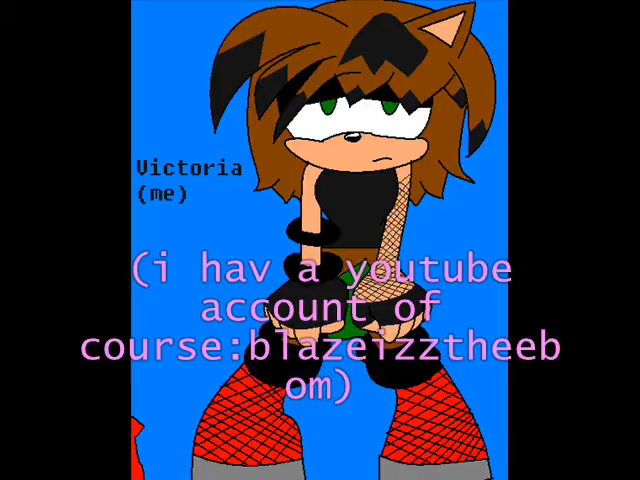 Victoria
(me)
(i hav a youtube
account of
course:blazeizztheeb
om)